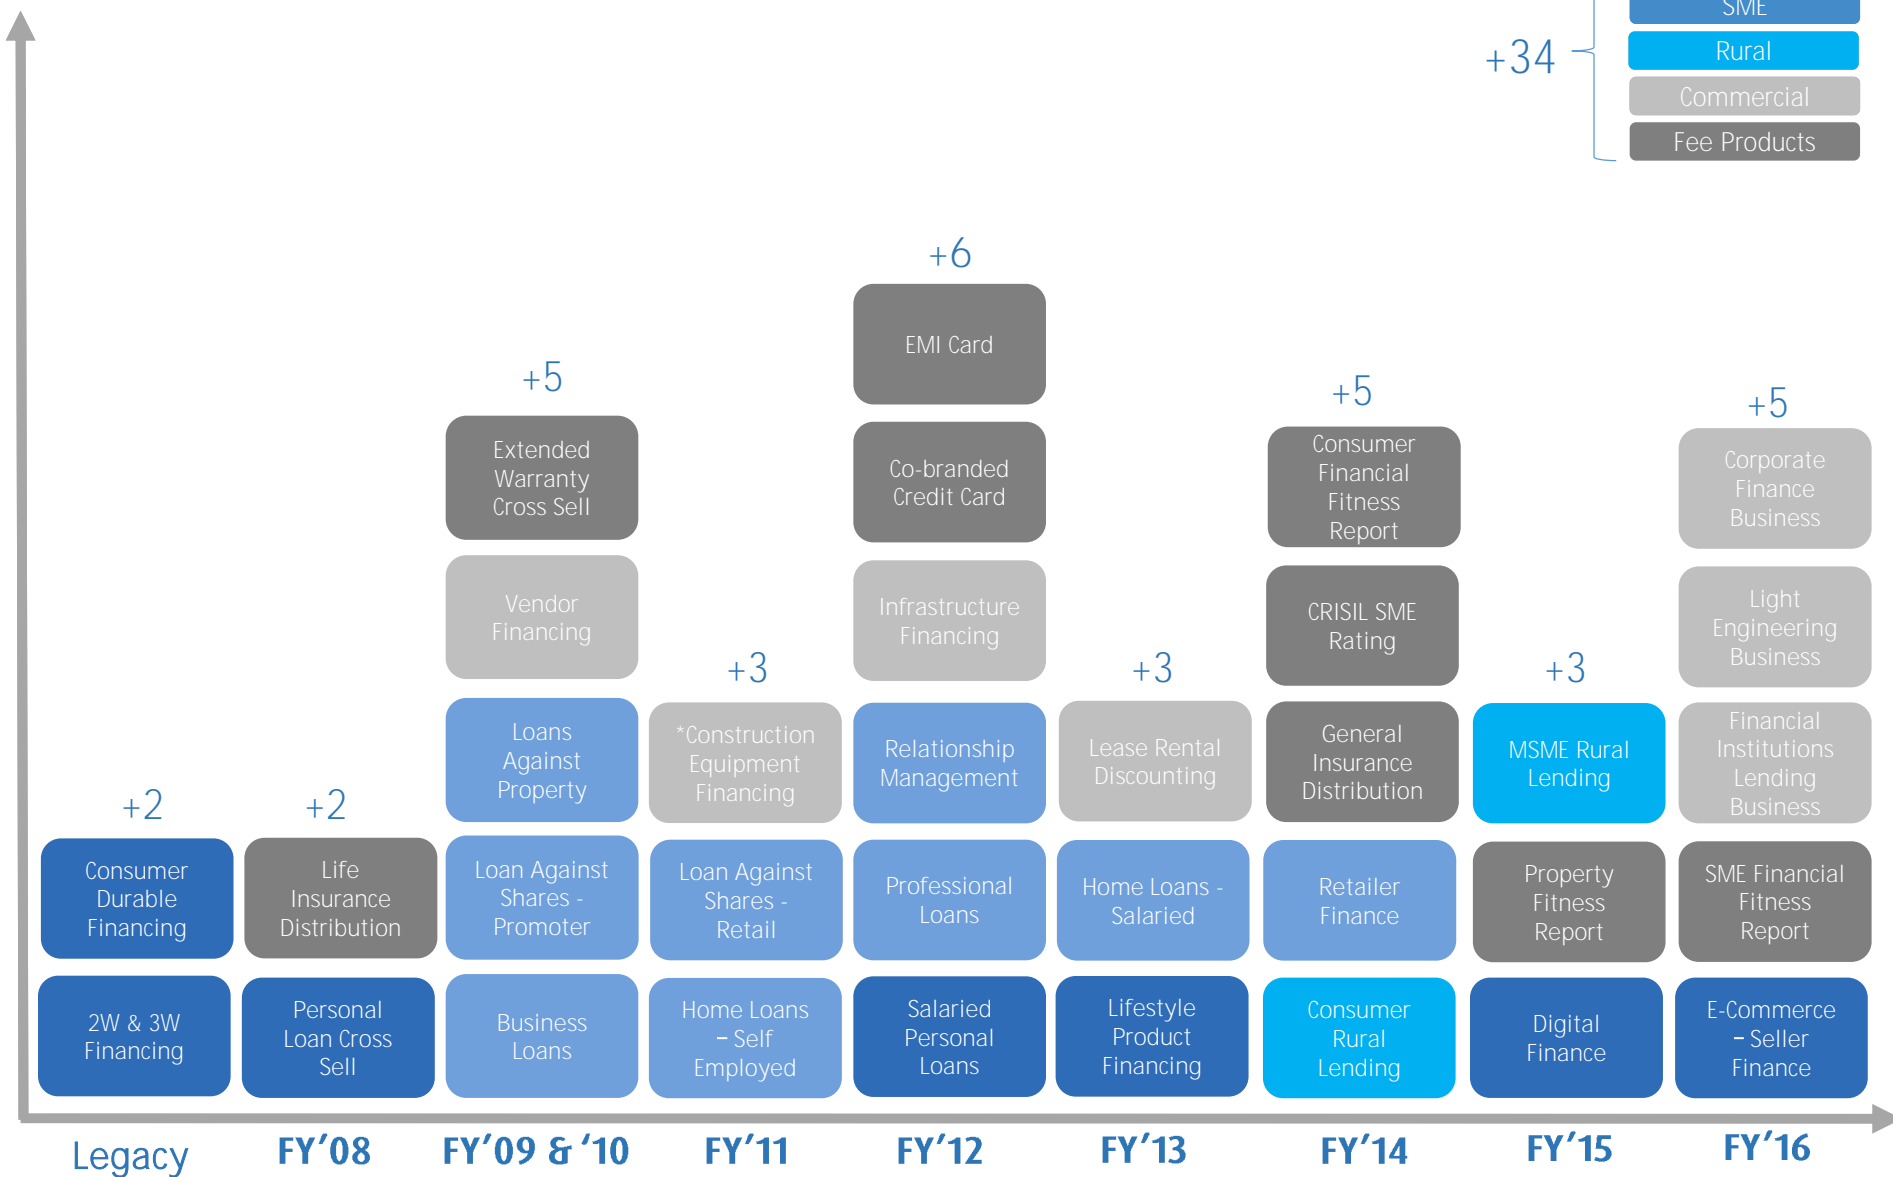 SME
+34
Rural
Commercial
Fee Products
+2
Consumer
Durable
Financing
2W & 3W
Financing
Legacy
+2
Life
Insurance
Distribution
Personal
Loan Cross
Sell
FY'08
+5
Extended
Warranty
Cross Sell
Vendor
Financing
Loans
Against
Property
Loan Against
Shares -
Promoter
Business
Loans
FY'09 & '10
+3
*Construction
Equipment
Financing
Loan Against
Shares -
Retail
Home Loans
– Self
Employed
FY'11
+6
EMI Card
Co-branded
Credit Card
Infrastructure
Financing
Relationship
Management
Professional
Loans
Salaried
Personal
Loans
FY'12
+3
Lease Rental
Discounting
Home Loans -
Salaried
Lifestyle
Product
Financing
FY'13
+5
Consumer
Financial
Fitness
Report
CRISIL SME
Rating
General
Insurance
Distribution
Retailer
Finance
Consumer
Rural
Lending
FY'14
+3
MSME Rural
Lending
Property
Fitness
Report
Digital
Finance
FY'15
+5
Corporate
Finance
Business
Light
Engineering
Business
Financial
Institutions
Lending
Business
SME Financial
Fitness
Report
E-Commerce
– Seller
Finance
FY'16